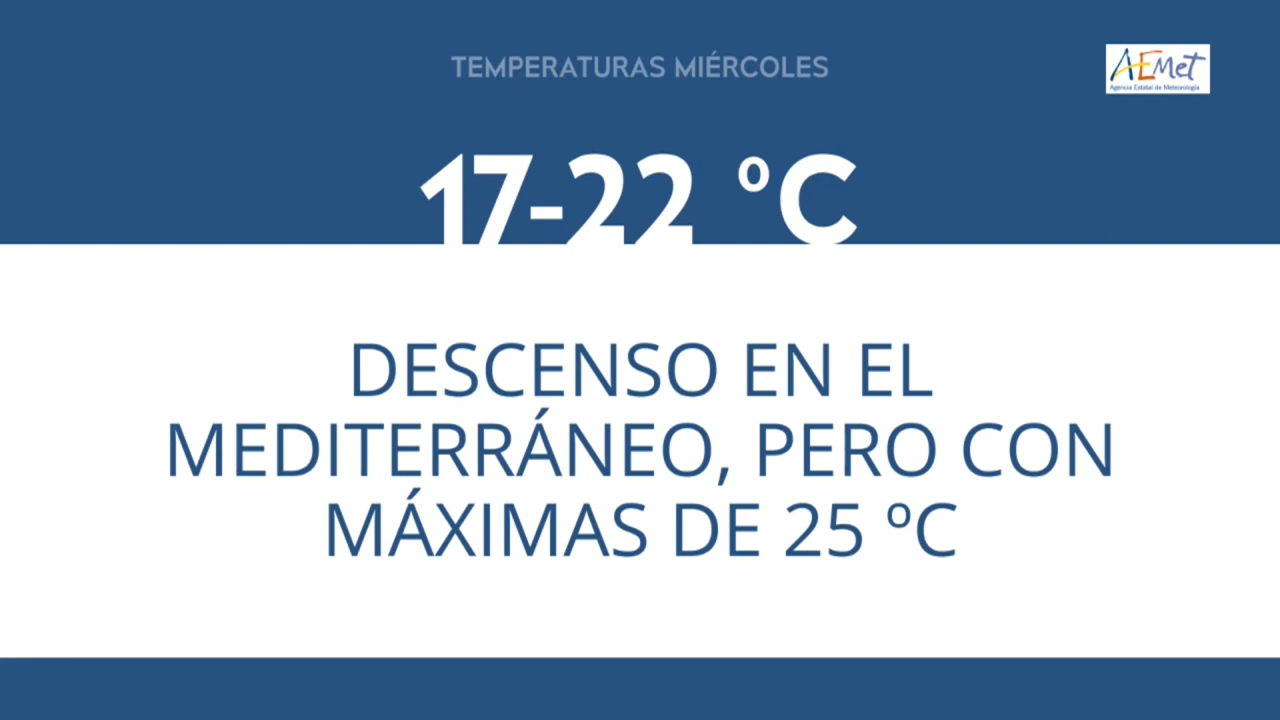 TEMPERATURAS MIÉRCOLES
AEMet
Agencia Estatal de Meteorología
17-22 ºC
DESCENSO EN EL
MEDITERRÁNEO, PERO CON
MÁXIMAS DE 25 ºC